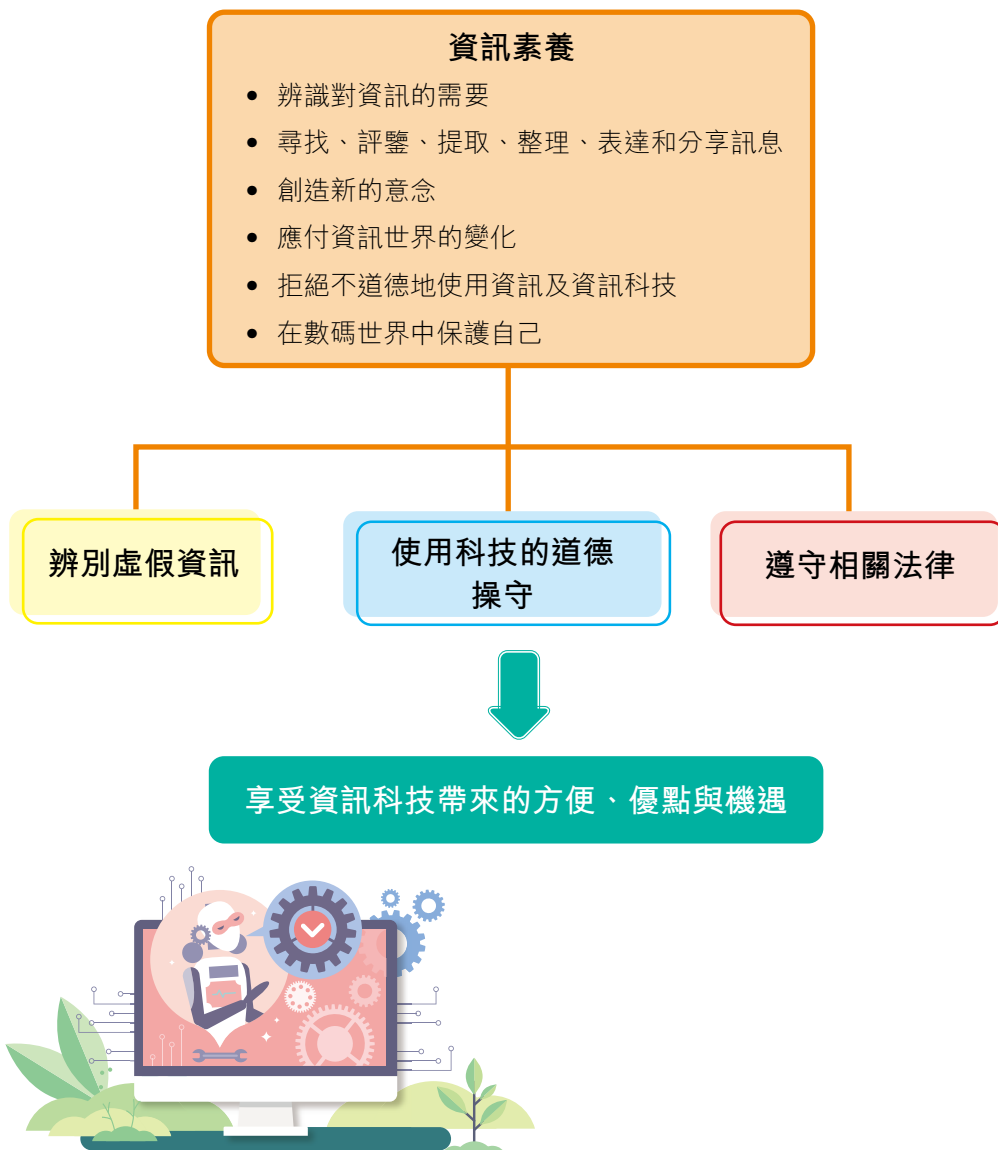 資訊素養
• 辨識對資訊的需要
• 尋找、評鑒、提取、整理、表達和分享訊息
• 創造新的意念
• 應付資訊世界的變化
• 拒絕不道德地使用資訊及資訊科技
• 在數碼世界中保護自己
辨別虛假資訊
使用科技的道德
操守
遵守相關法律
享受資訊科技帶來的方便、優點與機遇